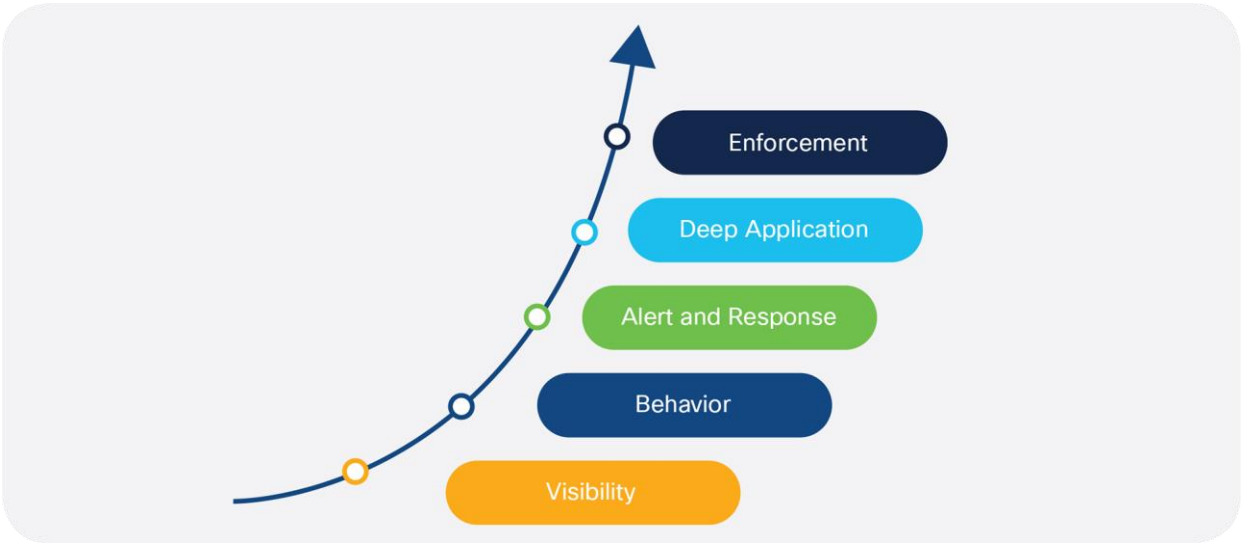 Enforcement
Deep Application
Alert and Response
Behavior
Visibility